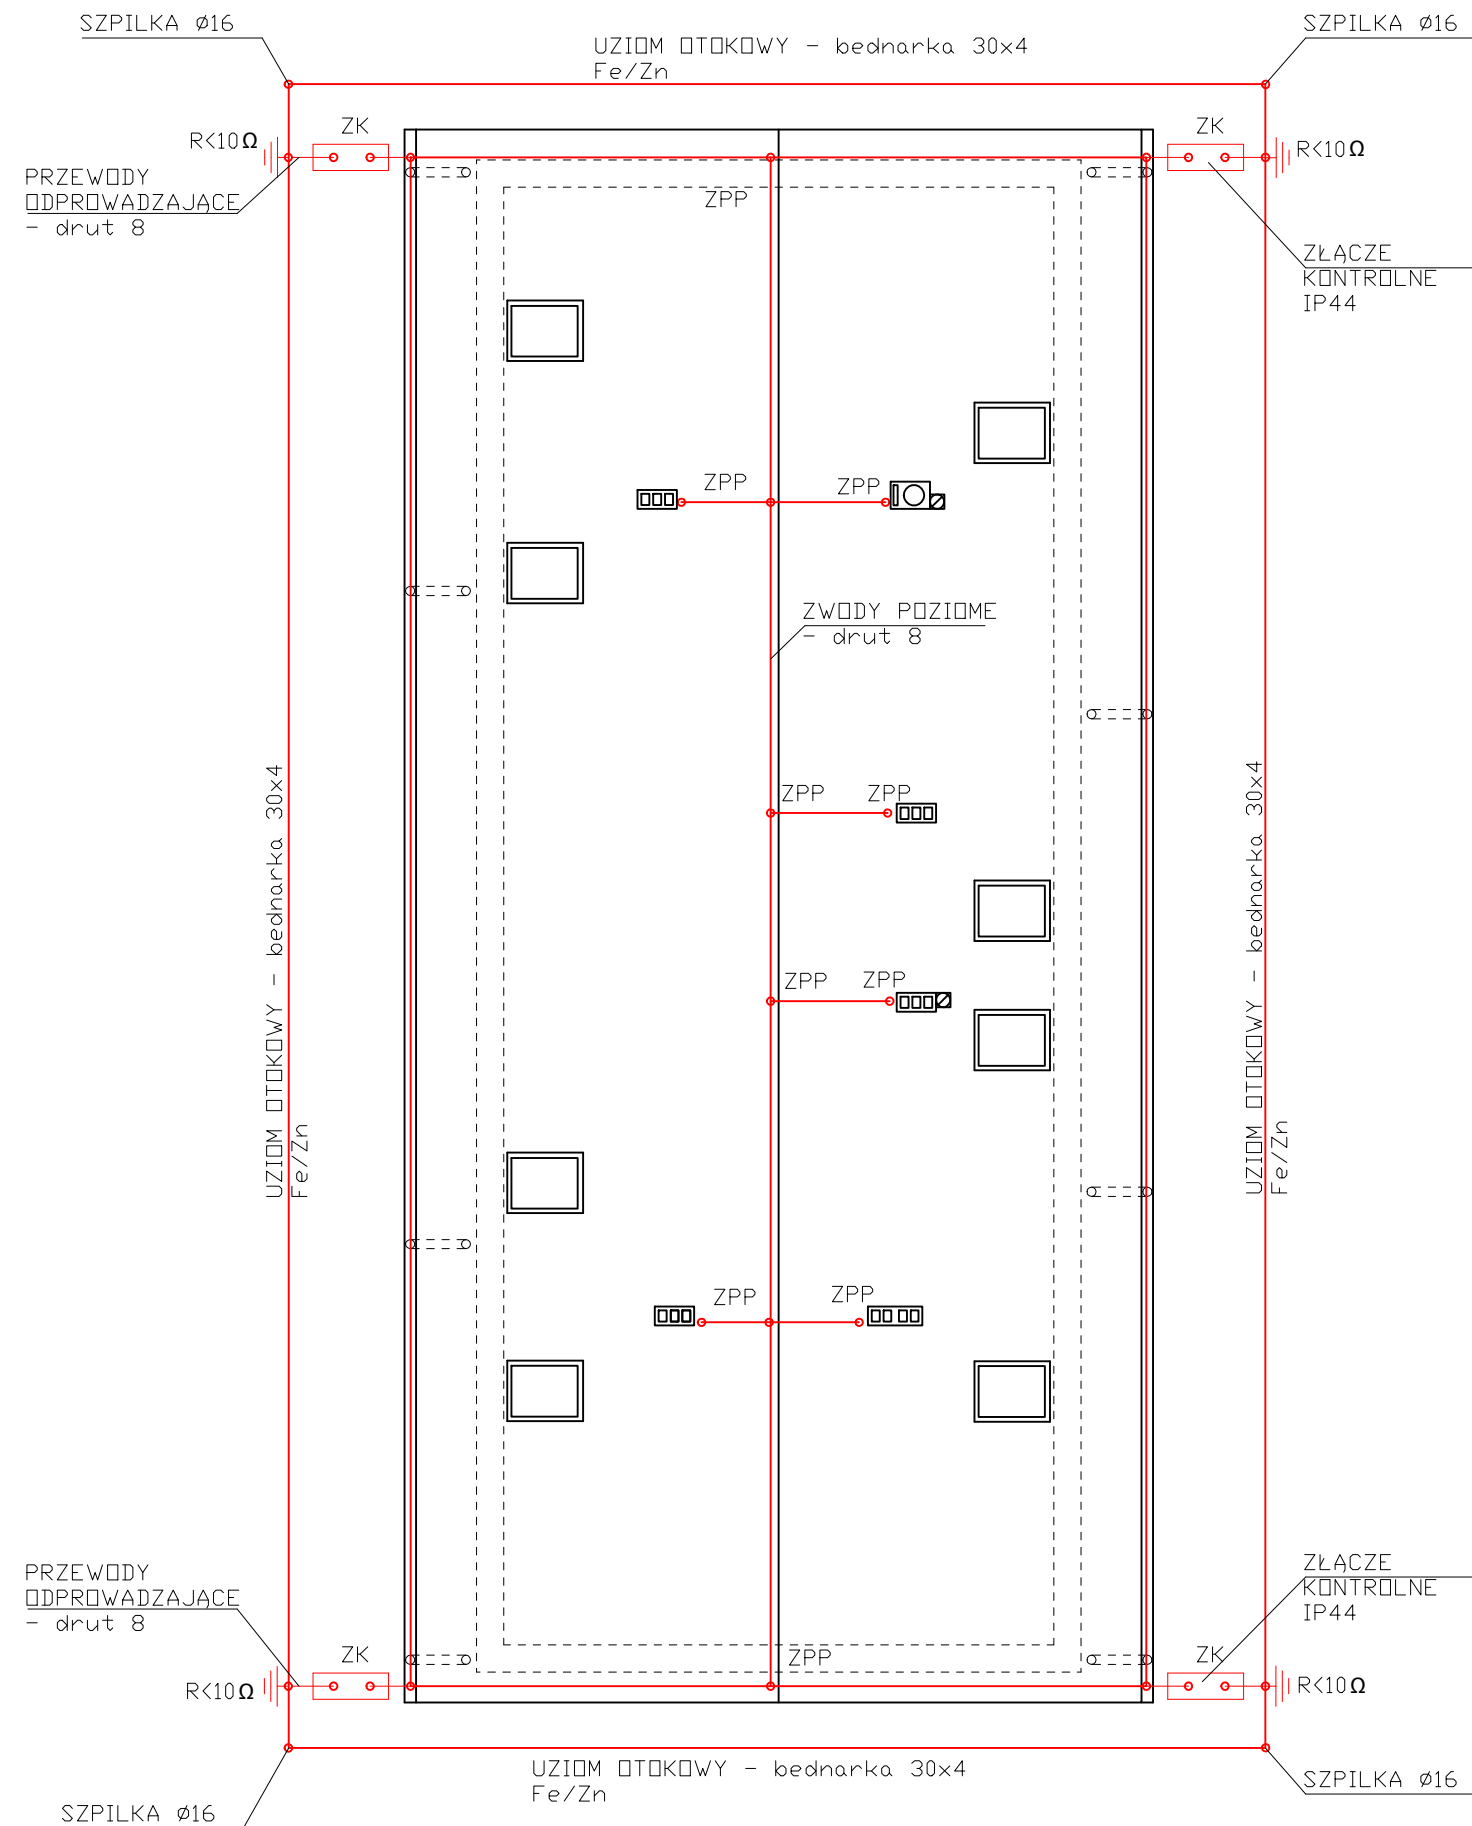 SZPILKA Ø16
UZIOM OTOKOWY - bednarka 30x4
Fe/Zn
SZPILKA Ø16
R<10Ω
ZK
ZK
R<10Ω
PRZEWODY
ODPROWADZAJĄCE
- drut 8
ZPP
ZŁĄCZE
KONTROLNE
IP44
ZPP
ZPP
ZWODY POZIOME
- drut 8
ZPP
ZPP
UZIOM OTOKOWY - bednarka 30x4
Fe/Zn
UZIOM OTOKOWY - bednarka 30x4
Fe/Zn
ZPP
ZPP
ZPP
ZPP
PRZEWODY
ODPROWADZAJĄCE
- drut 8
ZŁĄCZE
KONTROLNE
IP44
ZK
ZPP
ZK
R<10Ω
R<10Ω
UZIOM OTOKOWY - bednarka 30x4
Fe/Zn
SZPILKA Ø16
SZPILKA Ø16